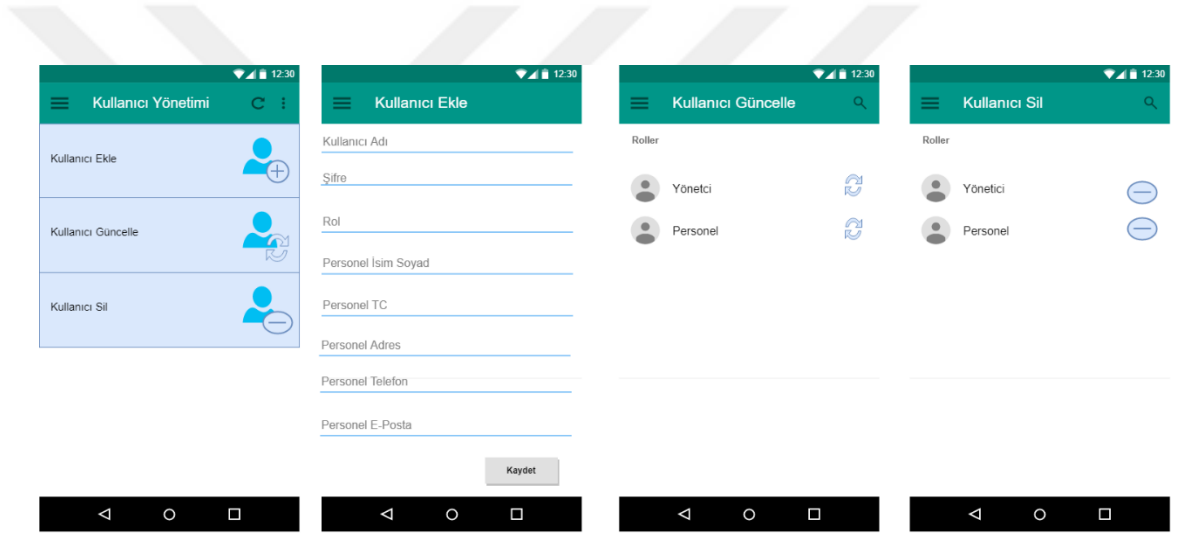 12:30
Kullanıcı Yönetimi
Kullanıcı Ekle
Kullanıcı Güncelle
Kullanıcı Sil
12:30
Kullanıcı Ekle
Kullanıcı Adı
Şifre
Rol
Personel İsim Soyad
Personel TC
Personel Adres
Personel Telefon
Personel E-Posta
Kaydet
12:30
Kullanıcı Güncelle
Roller
Yönetci
Personel
12:30
Kullanıcı Sil
Roller
Yönetici
Personel